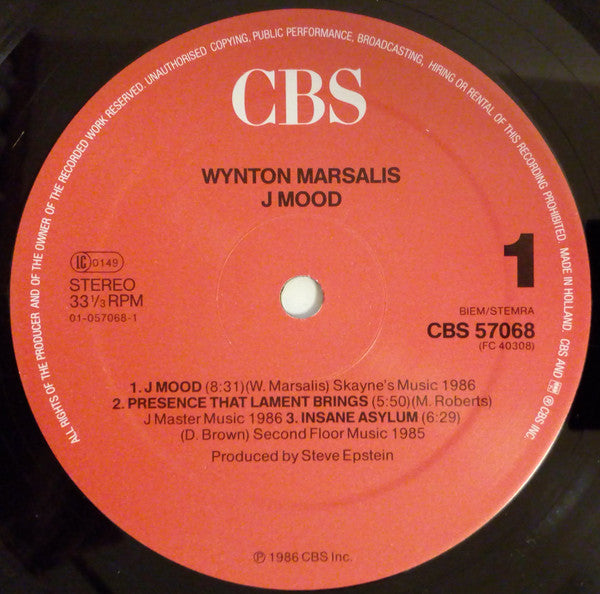 ALL RIGHTS OF THE PRODUCER AND OF THE OWNER OF THE RECORDED WORK RESERVED. UNAUTHORISED COPYING, PUBLIC PERFORMANCE, BROADCASTING, HIRING OR RENTAL OF THIS RECORDING PROHIBITED. MADE IN HOLLAND. CBS AND ® © CBS INC.
CBS
WYNTON MARSALIS
J MOOD
LC 0149
STEREO
33 1/3 RPM
01-057068-1
1
BIEM/STEMRA
CBS 57068
(FC 40308)
1. J MOOD (8:31)(W. Marsalis) Skayne's Music 1986
2. PRESENCE THAT LAMENT BRINGS (5:50)(M. Roberts)
J Master Music 1986 3. INSANE ASYLUM (6:29)
(D. Brown) Second Floor Music 1985
Produced by Steve Epstein
℗ 1986 CBS Inc.